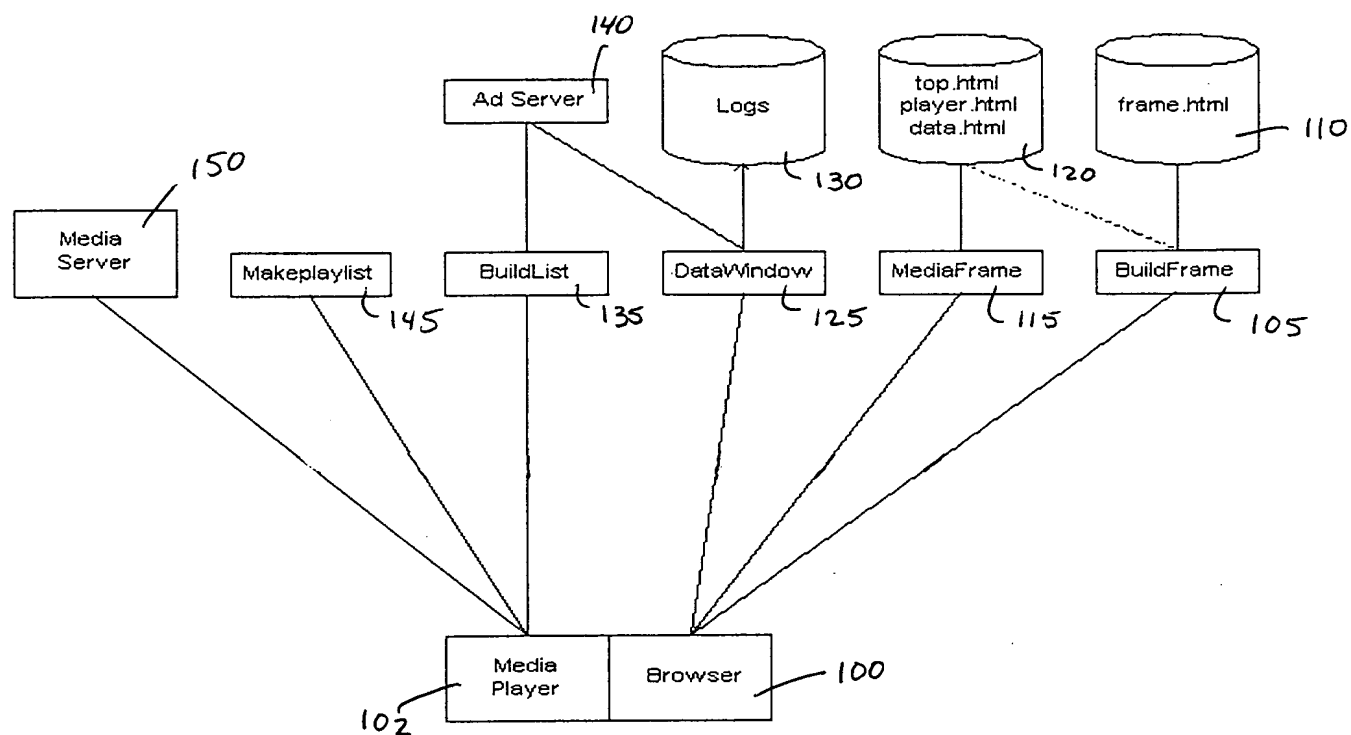 140
Ad Server
Logs
130
top.html
player.html
data.html
120
frame.html
110
150
Media
Server
Makeplaylist
145
BuildList
135
DataWindow
125
MediaFrame
115
BuildFrame
105
Media
Player
102
Browser
100